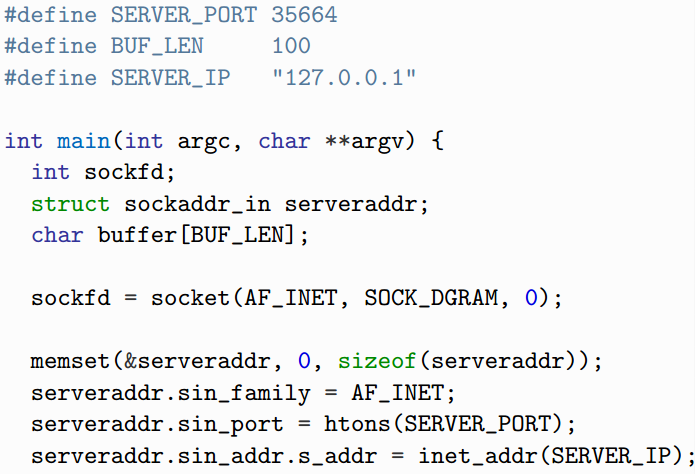 #define SERVER_PORT 35664
#define BUF_LEN     100
#define SERVER_IP   "127.0.0.1"

int main(int argc, char **argv) {
  int sockfd;
  struct sockaddr_in serveraddr;
  char buffer[BUF_LEN];

  sockfd = socket(AF_INET, SOCK_DGRAM, 0);

  memset(&serveraddr, 0, sizeof(serveraddr));
  serveraddr.sin_family = AF_INET;
  serveraddr.sin_port = htons(SERVER_PORT);
  serveraddr.sin_addr.s_addr = inet_addr(SERVER_IP);